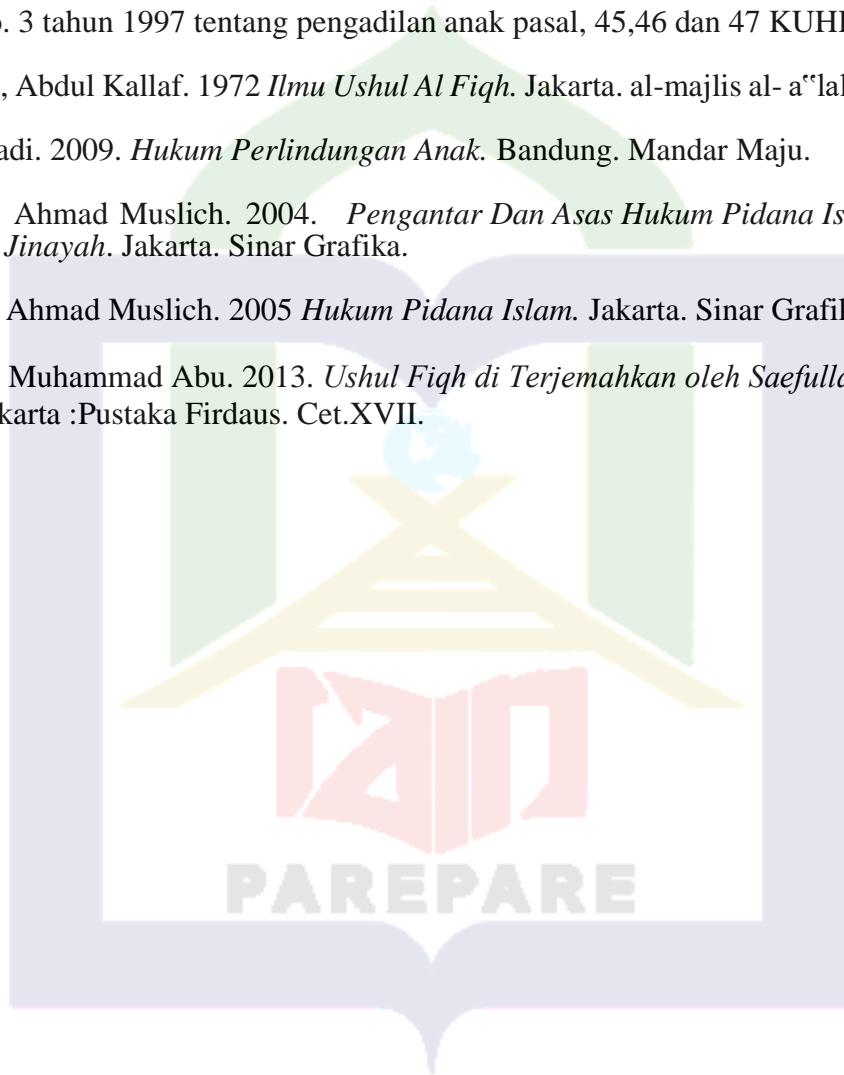 . 3 tahun 1997 tentang pengadilan anak pasal, 45,46 dan 47
, Abdul Kallaf. 1972 Ilmu Ushul Al Fiqh. Jakarta. al-majlis al- a‟lal
adi. 2009. Hukum Perlindungan Anak. Bandung. Mandar Maju.
Ahmad Muslich. 2004. Pengantar Dan Asas Hukum Pidana Is
Jinayah. Jakarta. Sinar Grafika.
Ahmad Muslich. 2005 Hukum Pidana Islam. Jakarta. Sinar
Muhammad Abu. 2013. Ushul Fiqh di Terjemahkan oleh
karta :Pustaka Firdaus. Cet.XVII.
PAREPARE